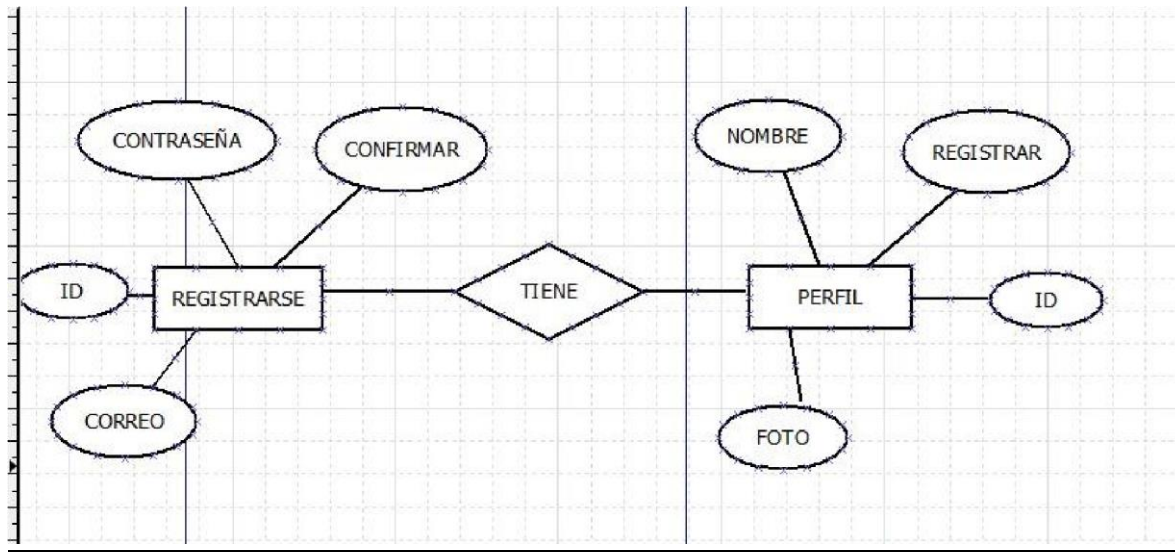 CONTRASEÑA
CONFIRMAR
NOMBRE
REGISTRAR
ID
REGISTRARSE
TIENE
PERFIL
ID
CORREO
FOTO